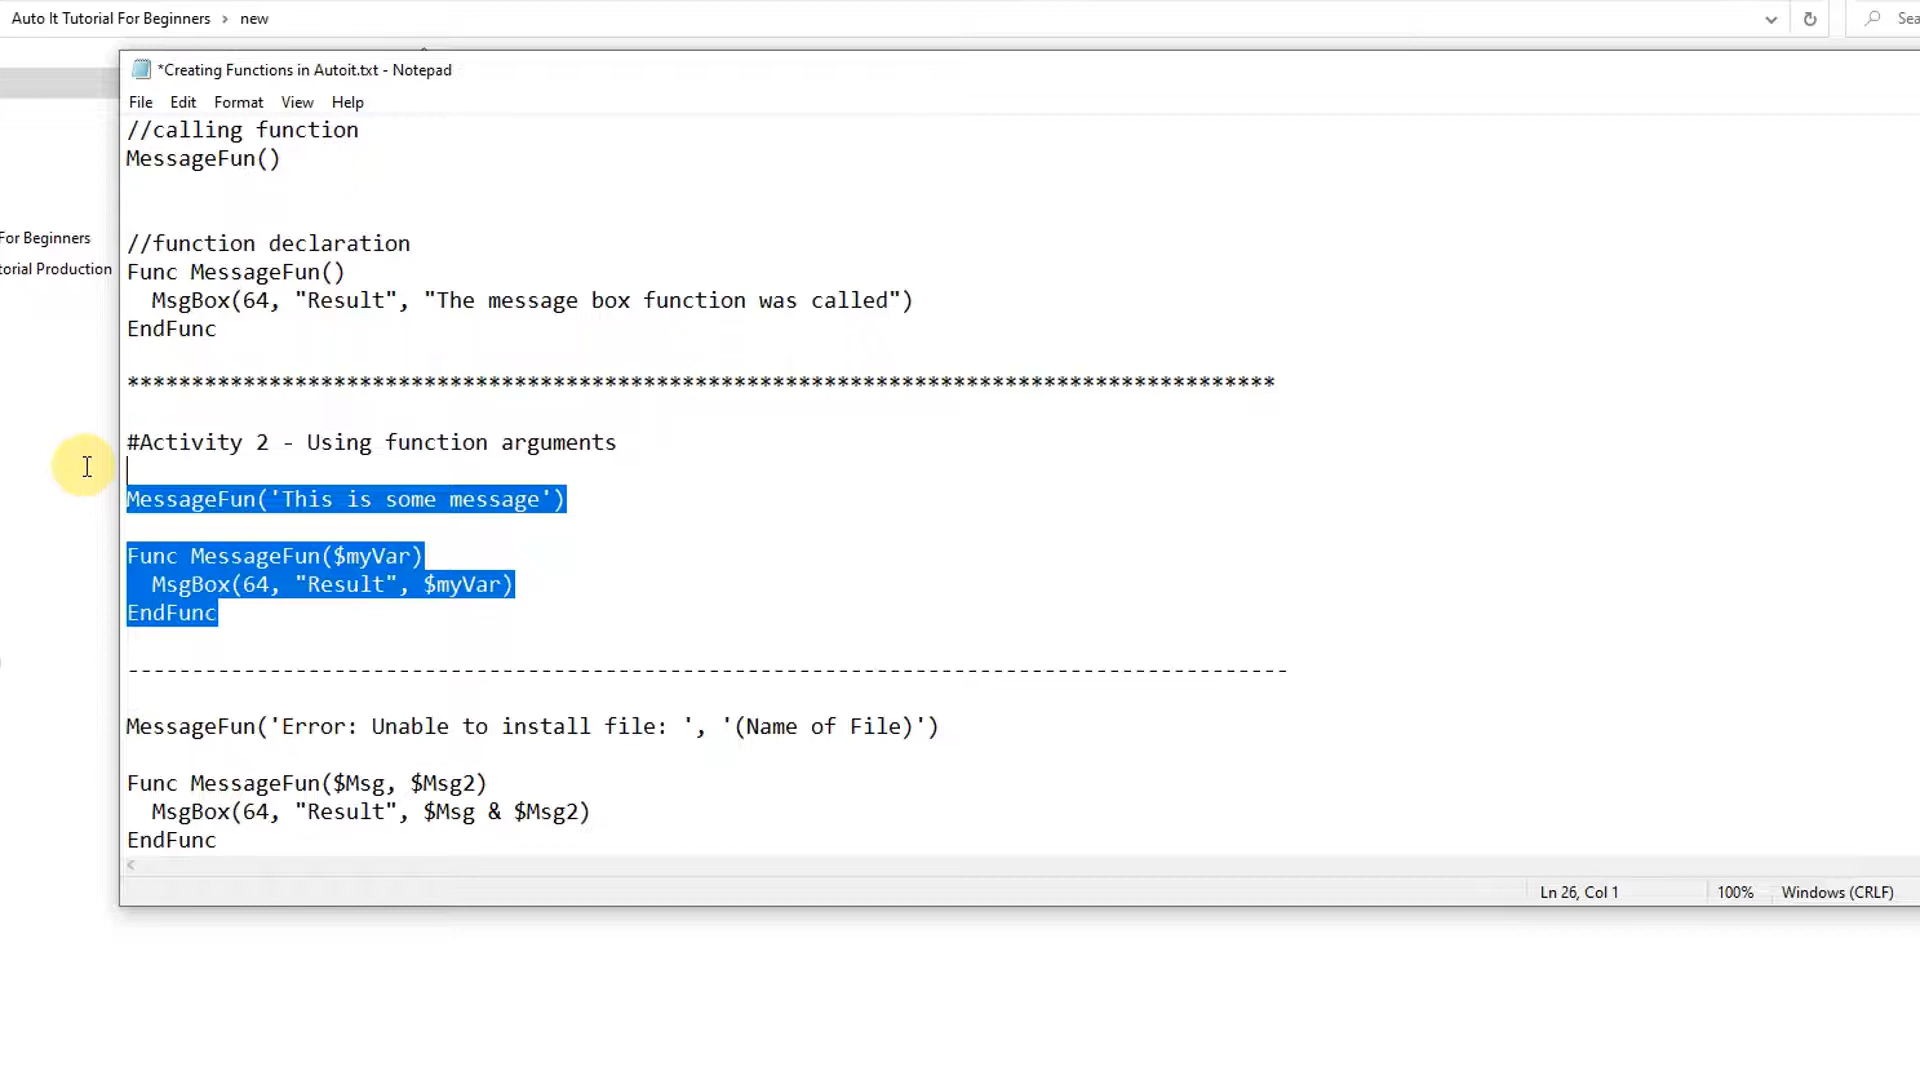 Auto It Tutorial For Beginners > new
Sea
*Creating Functions in Autoit.txt - Notepad
File Edit Format View Help
//calling function
MessageFun()
//function declaration
Func MessageFun()
MsgBox(64, "Result", "The message box function was called")
EndFunc
*****************************************************************************************
#Activity 2 - Using function arguments
MessageFun('This is some message')
Func MessageFun($myVar)
MsgBox(64, "Result", $myVar)
EndFunc
------------------------------------------------------------------------------------------
MessageFun('Error: Unable to install file: ', '(Name of File)')
Func MessageFun($Msg, $Msg2)
MsgBox(64, "Result", $Msg & $Msg2)
EndFunc
For Beginners
torial Production
Ln 26, Col 1 100% Windows (CRLF)